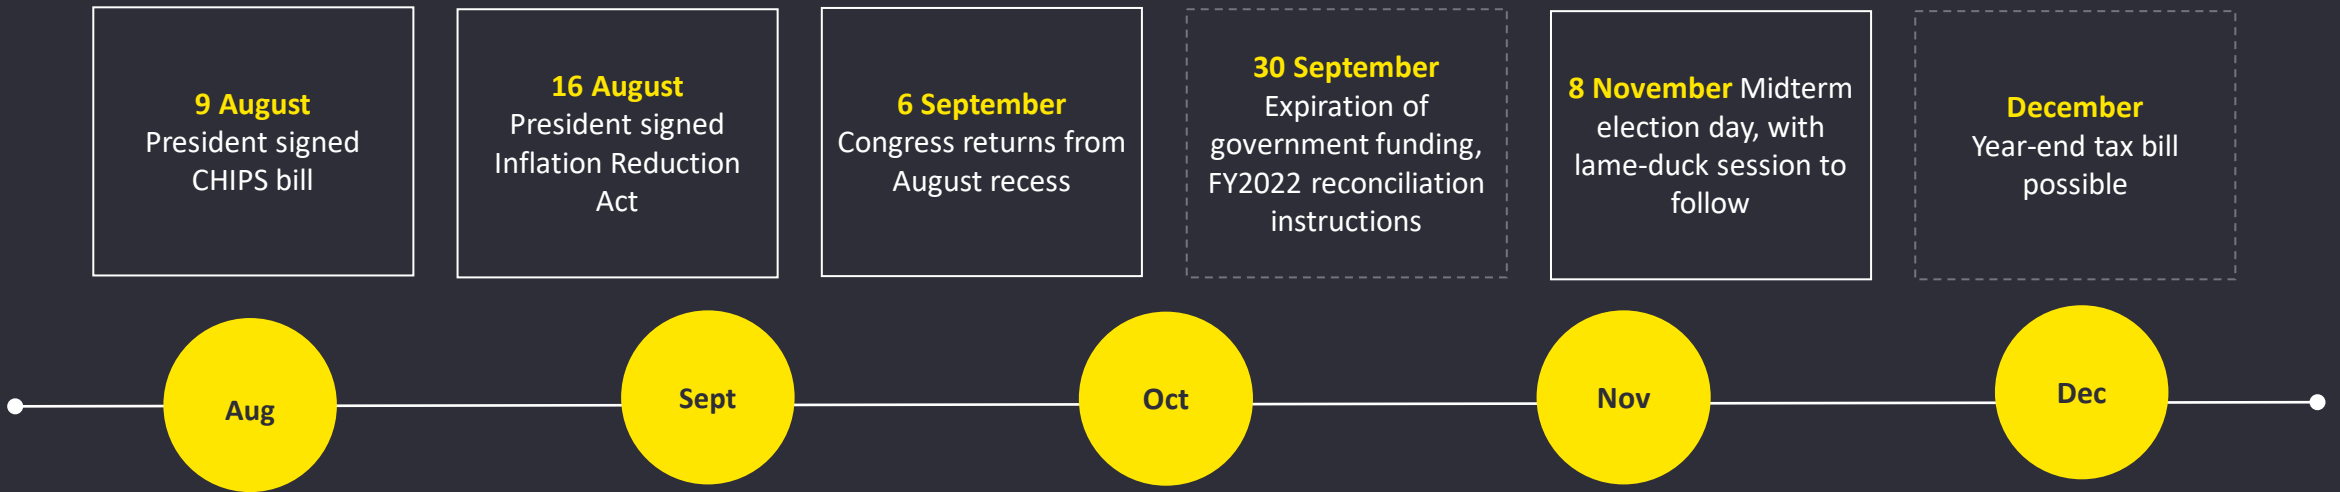 9 August
President signed
CHIPS bill
16 August
President signed
Inflation Reduction
Act
6 September
Congress returns from
August recess
30 September
Expiration of
government funding,
FY2022 reconciliation
instructions
8 November Midterm
election day, with
lame-duck session to
follow
December
Year-end tax bill
possible
Aug
Sept
Oct
Nov
Dec